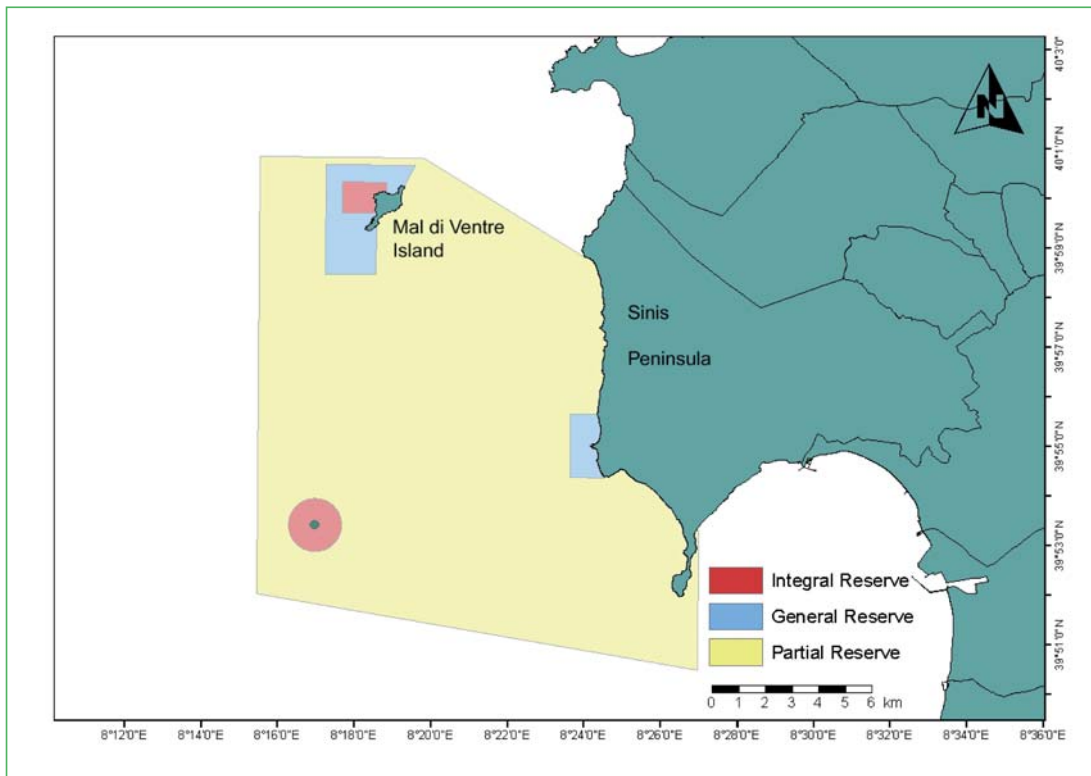 N
Mal di Ventre
Island
Sinis
Peninsula
Integral Reserve
General Reserve
Partial Reserve
0 1 2 3 4 5 6 km
40°3'0"N
40°1'0"N
39°59'0"N
39°57'0"N
39°55'0"N
39°53'0"N
39°51'0"N
8°12'0"E 8°14'0"E 8°16'0"E 8°18'0"E 8°20'0"E 8°22'0"E 8°24'0"E 8°26'0"E 8°28'0"E 8°30'0"E 8°32'0"E 8°34'0"E 8°36'0"E